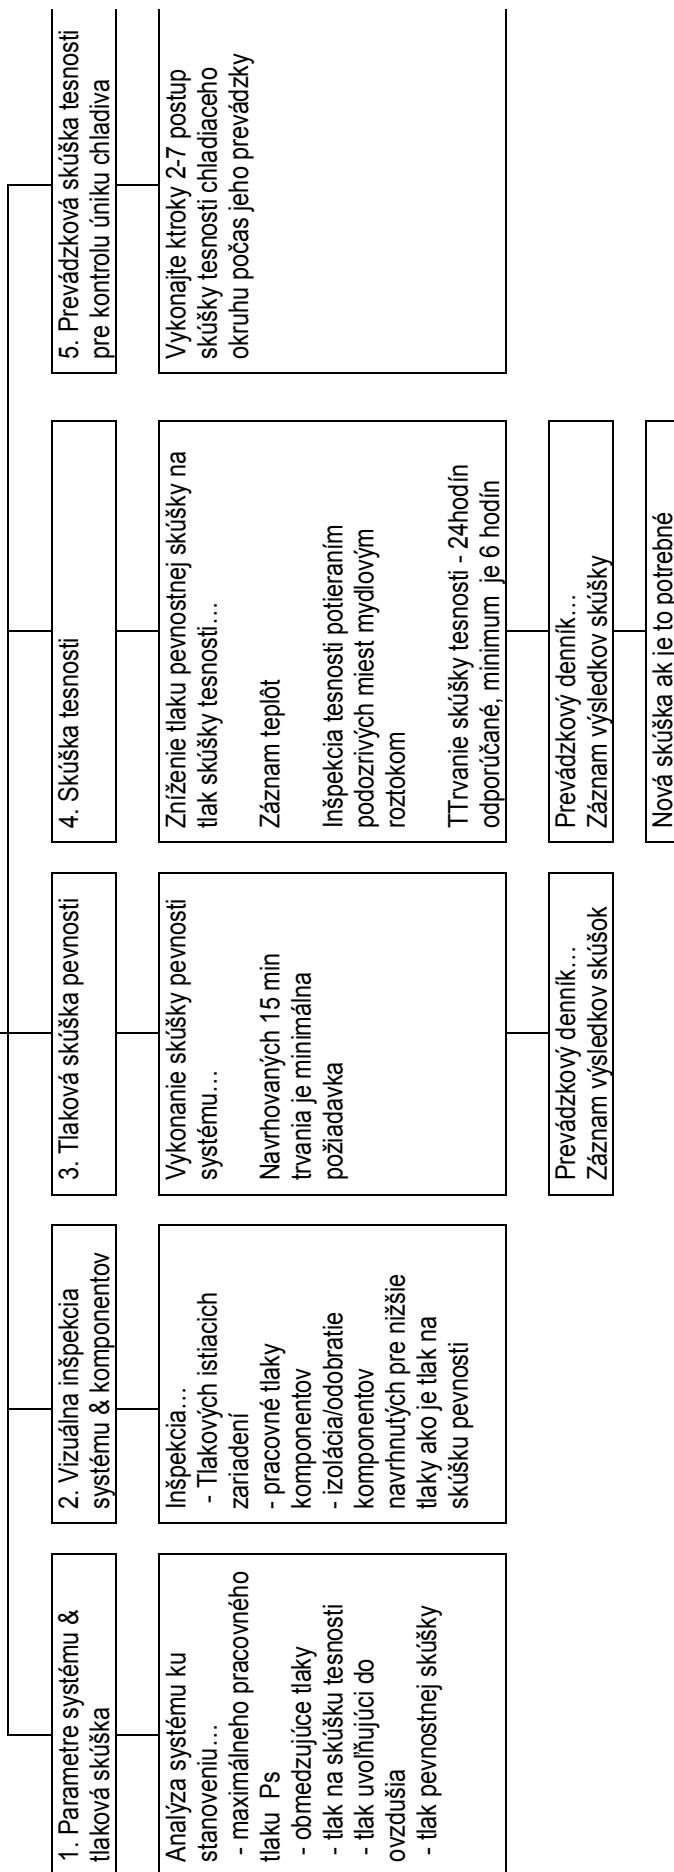 1. Parametre systému &
tlaková skúška
Analýza systému ku
stanoveniu…
- maximálneho pracovného
tlaku Ps
- obmedzujúce tlaky
- tlak na skúšku tesnosti
- tlak uvoľňujúci do
ovzdušia
- tlak pevnostnej skúšky
2. Vizuálna inšpekcia
systému & komponentov
Inšpekcia…
- Tlakových istiacich
zariadení
- pracovné tlaky
komponentov
- izolácia/odobratie
komponentov
navrhnutých pre nižšie
tlaky ako je tlak na
skúšku pevnosti
3. Tlaková skúška pevnosti
Vykonanie skúšky pevnosti
systému…
Navrhovaných 15 min
trvania je minimálna
požiadavka
Prevádzkový denník…
Záznam výsledkov skúšok
4. Skúška tesnosti
Zníženie tlaku pevnostnej skúšky na
tlak skúšky tesnosti…
Záznam teplôt
Inšpekcia tesnosti potieraním
podozrivých miest mydlovým
roztokom
TTrvanie skúšky tesnosti - 24hodín
odporúčané, minimum je 6 hodín
Prevádzkový denník…
Záznam výsledkov skúšky
Nová skúška ak je to potrebné
5. Prevádzková skúška tesnosti
pre kontrolu úniku chladiva
Vykonajte ktroky 2-7 postup
skúšky tesnosti chladiaceho
okruhu počas jeho prevádzky